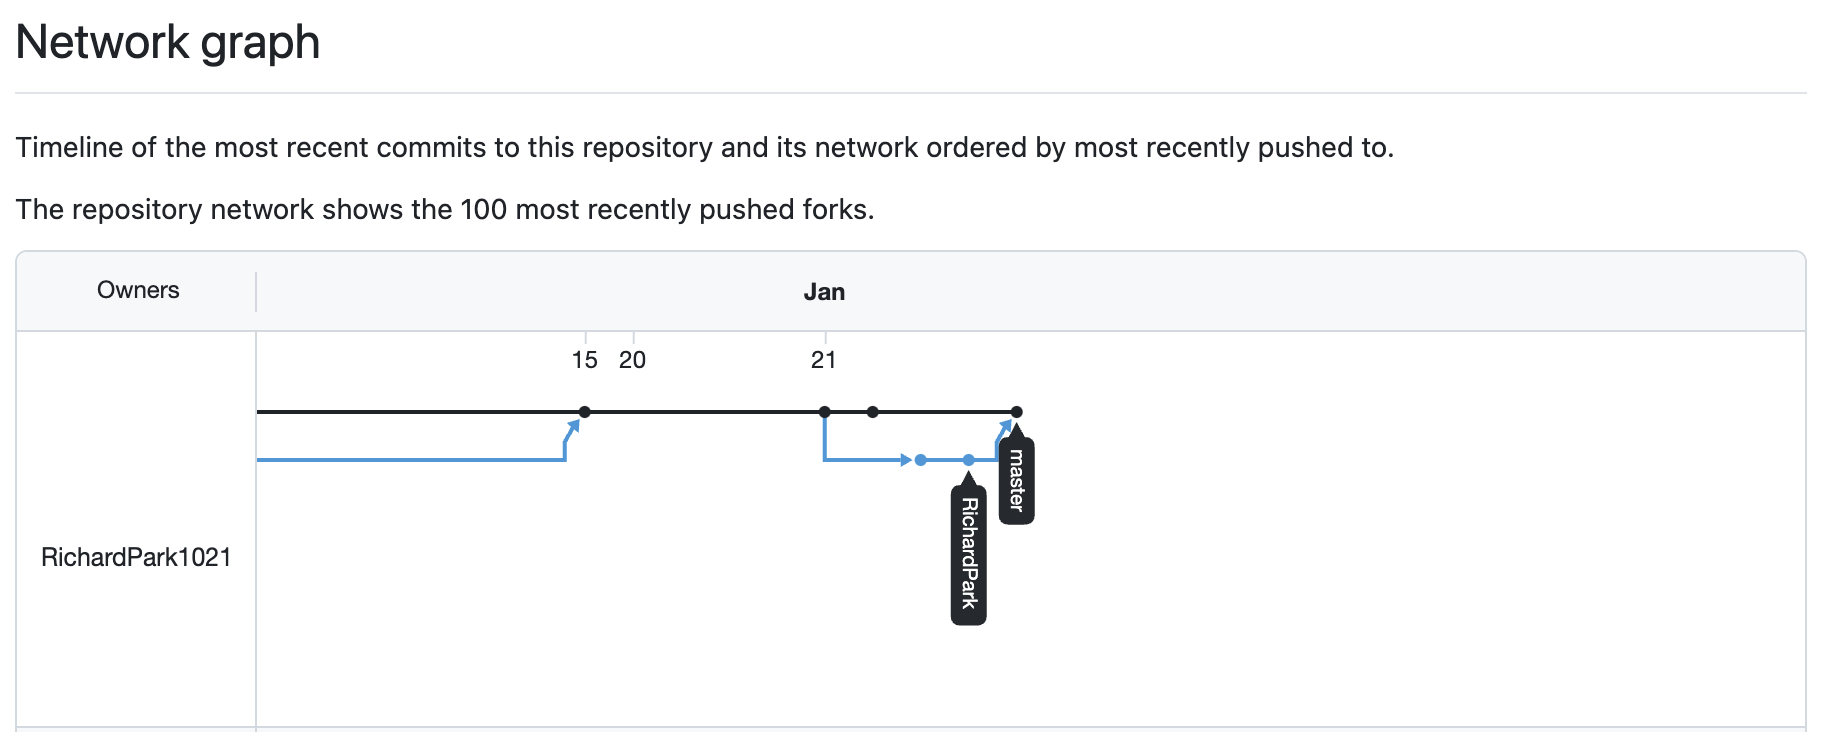 Network graph
Timeline of the most recent commits to this repository and its network ordered by most recently pushed to.
The repository network shows the 100 most recently pushed forks.
Owners
Jan
15
20
21
master
RichardPark
RichardPark1021